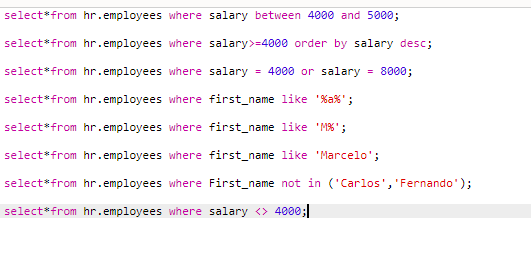 select*from hr.employees where salary between 4000 and 5000;
select*from hr.employees where salary>=4000 order by salary desc;
select*from hr.employees where salary = 4000 or salary = 8000;
select*from hr.employees where first_name like '%a%';
select*from hr.employees where first_name like 'M%';
select*from hr.employees where first_name like 'Marcelo';
select*from hr.employees where First_name not in ('Carlos','Fernando');
select*from hr.employees where salary <> 4000;